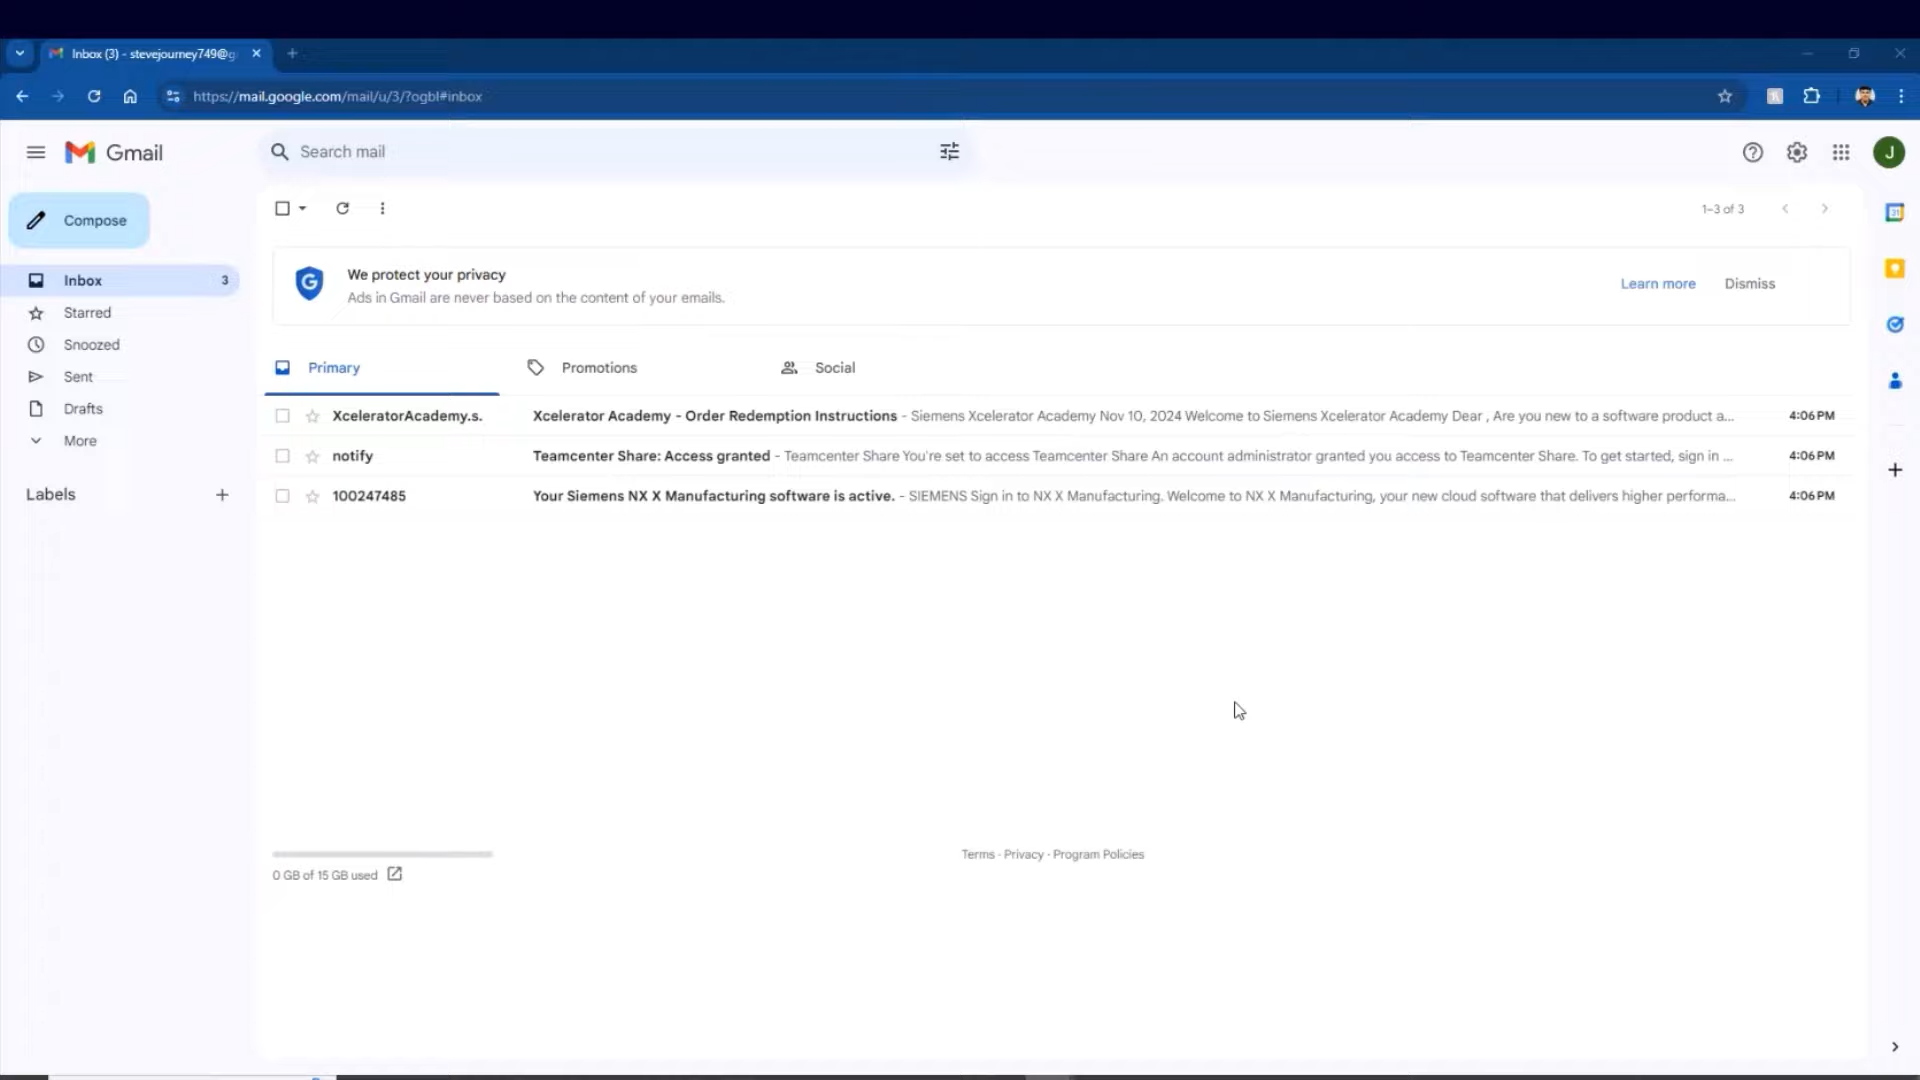 Inbox (3) - stevejourney749@g
https://mail.google.com/mail/u/3/?ogbl#inbox
Gmail
Search mail
J
Compose
1–3 of 3
Inbox 3
Starred
Snoozed
Sent
Drafts
More
Labels
We protect your privacy
Ads in Gmail are never based on the content of your emails.
Learn more Dismiss
Primary Promotions Social
XceleratorAcademy.s. Xcelerator Academy - Order Redemption Instructions - Siemens Xcelerator Academy Nov 10, 2024 Welcome to Siemens Xcelerator Academy Dear , Are you new to a software product a... 4:06 PM
notify Teamcenter Share: Access granted - Teamcenter Share You're set to access Teamcenter Share An account administrator granted you access to Teamcenter Share. To get started, sign in ... 4:06 PM
100247485 Your Siemens NX X Manufacturing software is active. - SIEMENS Sign in to NX X Manufacturing. Welcome to NX X Manufacturing, your new cloud software that delivers higher performa... 4:06 PM
0 GB of 15 GB used
Terms · Privacy · Program Policies